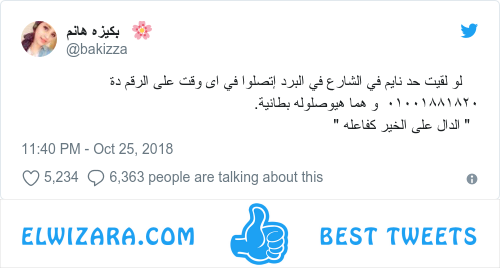 بكيزه هانم 🌸
@bakizza
لو لقيت حد نايم في الشارع في البرد إتصلوا في اى وقت على الرقم دة
٠١٠٠١٨٨١٨٢٠ و هما هيوصلوله بطانية.
" الدال على الخير كفاعله "
11:40 PM - Oct 25, 2018
5,234 6,363 people are talking about this
ELWIZARA.COM BEST TWEETS